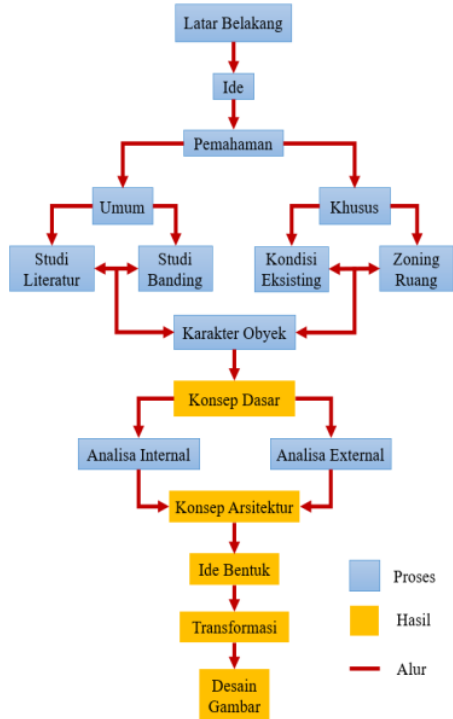 Latar Belakang
Ide
Pemahaman
Umum
Khusus
Studi
Literatur
Studi
Banding
Kondisi
Eksisting
Zoning
Ruang
Karakter Obyek
Konsep Dasar
Analisa Internal
Analisa External
Konsep Arsitektur
Ide Bentuk
Transformasi
Desain
Gambar
Proses
Hasil
Alur